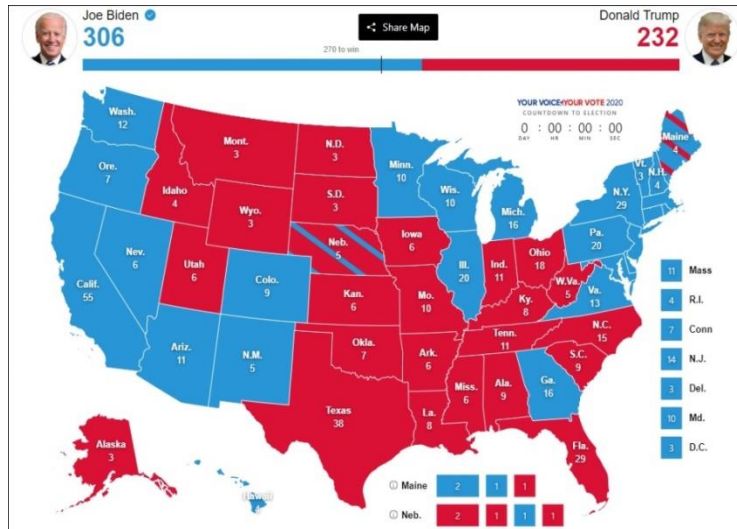 Joe Biden
306
Share Map
Donald Trump
232
270 to win
YOUR VOICE YOUR VOTE 2020
COUNTDOWN TO ELECTION
0 : 00 : 00 : 00
DAY HR MIN SEC
Wash.
12
Ore.
7
Calif.
55
Nev.
6
Idaho
4
Mont.
3
Wyo.
3
Utah
6
Ariz.
11
Colo.
9
N.M.
5
N.D.
3
S.D.
3
Neb.
5
Kan.
6
Okla.
7
Texas
38
Minn.
10
Iowa
6
Mo.
10
Ark.
6
La.
8
Wis.
10
Ill.
20
Mich.
16
Ind.
11
Ohio
18
Ky.
8
Tenn.
11
Miss.
6
Ala.
9
Ga.
16
Fla.
29
S.C.
9
N.C.
15
Va.
13
W.Va.
5
Pa.
20
N.Y.
29
Vt.
3
N.H.
4
Maine
4
Alaska
3
Hawaii
4
11 Mass
4 R.I.
7 Conn
14 N.J.
3 Del.
10 Md.
3 D.C.
Maine 2 1 1
Neb. 2 1 1 1